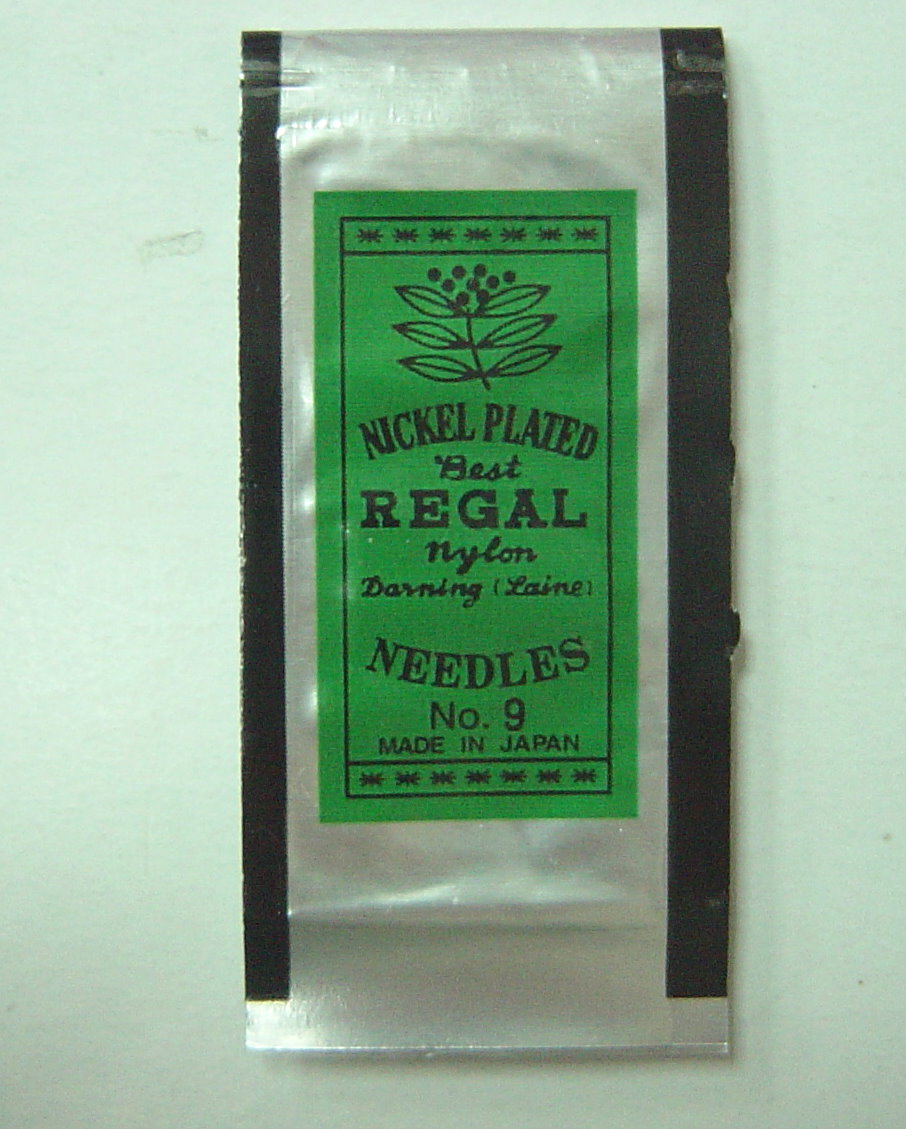 NICKEL PLATED
Best
REGAL
Nylon
Darning (Laine)
NEEDLES
No. 9
MADE IN JAPAN